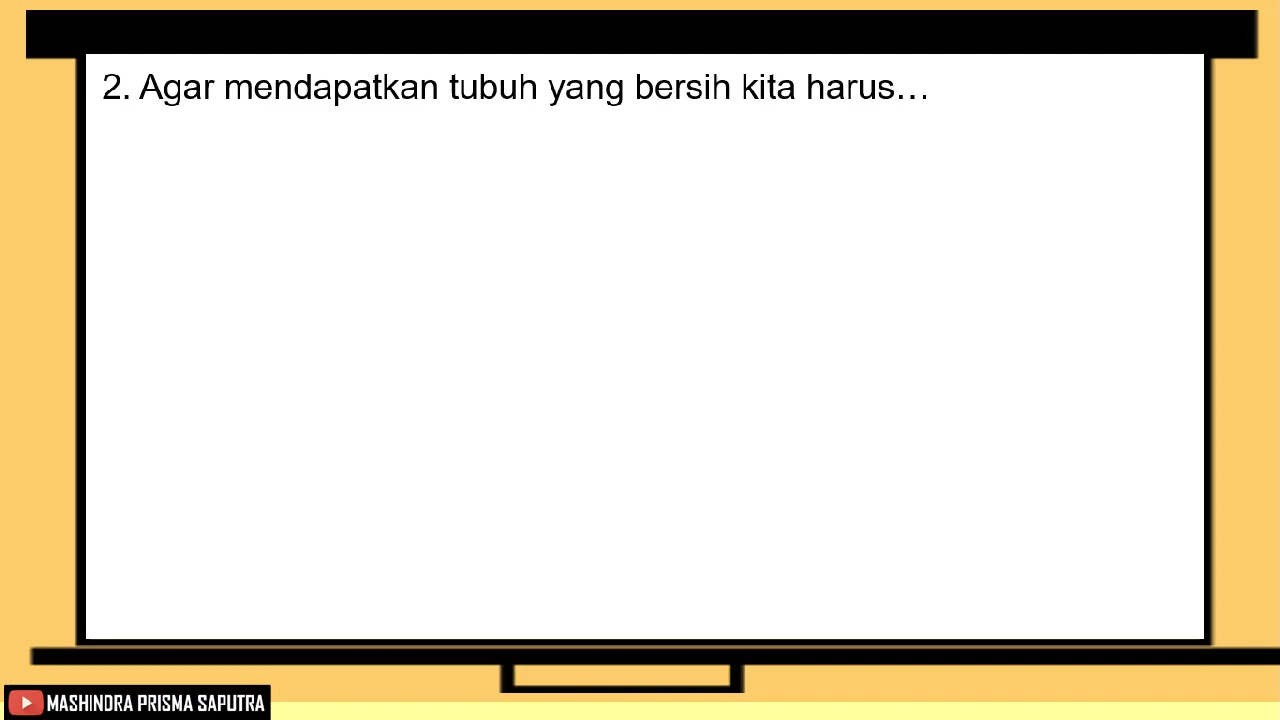 2. Agar mendapatkan tubuh yang bersih kita harus…
MASHINDRA PRISMA SAPUTRA